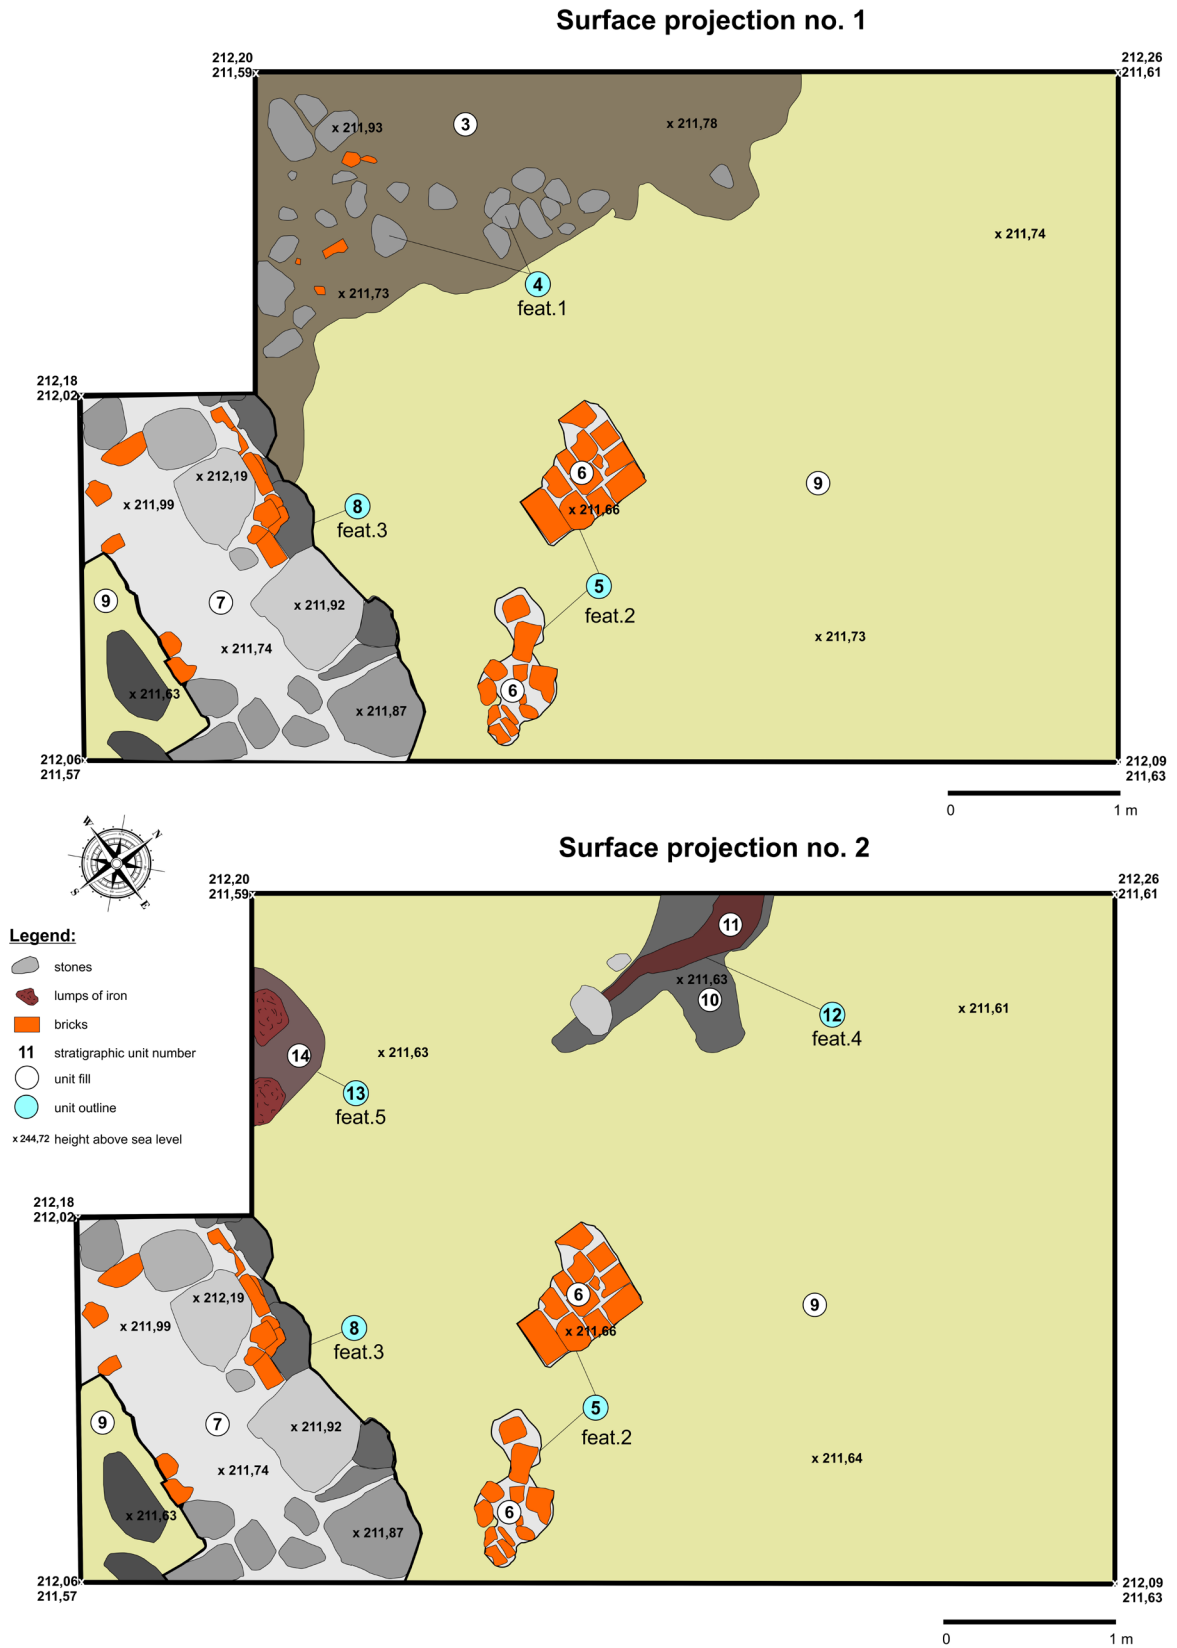 Surface projection no. 1
212,20
211,59
212,26
211,61
x 211,93
3
x 211,78
x 211,74
4
feat.1
x 211,73
212,18
212,02
x 212,19
x 211,99
8
feat.3
6
x 211,66
9
5
feat.2
9
7
x 211,92
x 211,74
x 211,73
x 211,63
6
x 211,87
212,06
211,57
212,09
211,63
0 1 m
W N
S E
Surface projection no. 2
212,20
211,59
212,26
211,61
Legend:
stones
lumps of iron
bricks
11 stratigraphic unit number
unit fill
unit outline
x 244,72 height above sea level
11
x 211,63
10
12
feat.4
x 211,61
14
x 211,63
13
feat.5
212,18
212,02
x 212,19
x 211,99
8
feat.3
6
x 211,66
9
5
feat.2
9
7
x 211,92
x 211,74
x 211,64
x 211,63
6
x 211,87
212,06
211,57
212,09
211,63
0 1 m